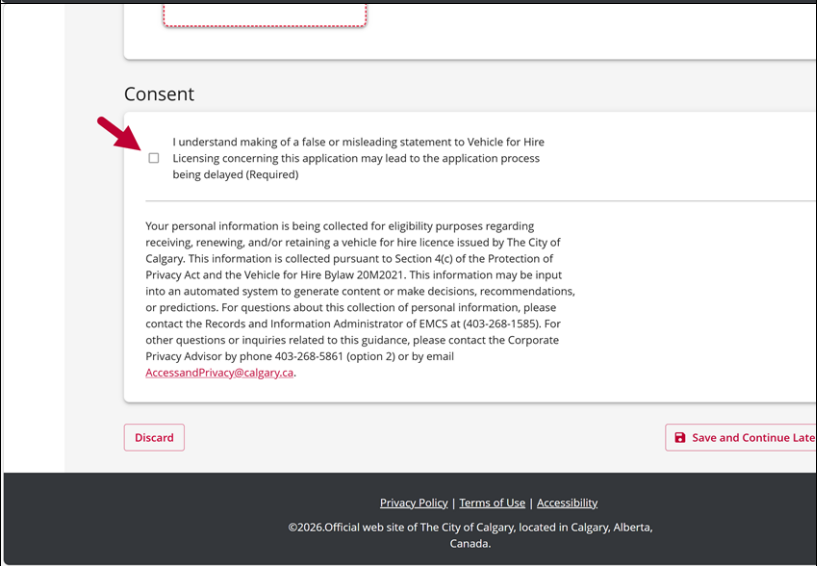 Consent
I understand making of a false or misleading statement to Vehicle for Hire
Licensing concerning this application may lead to the application process
being delayed (Required)
Your personal information is being collected for eligibility purposes regarding
receiving, renewing, and/or retaining a vehicle for hire licence issued by The City of
Calgary. This information is collected pursuant to Section 4(c) of the Protection of
Privacy Act and the Vehicle for Hire Bylaw 20M2021. This information may be input
into an automated system to generate content or make decisions, recommendations,
or predictions. For questions about this collection of personal information, please
contact the Records and Information Administrator of EMCS at (403-268-1585). For
other questions or inquiries related to this guidance, please contact the Corporate
Privacy Advisor by phone 403-268-5861 (option 2) or by email
AccessandPrivacy@calgary.ca.
Discard
Save and Continue Late
Privacy Policy | Terms of Use | Accessibility
©2026.Official web site of The City of Calgary, located in Calgary, Alberta,
Canada.